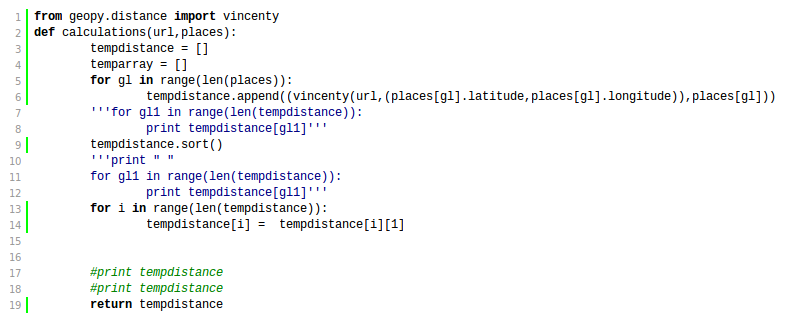 1 from geopy.distance import vincenty
2 def calculations(url,places):
3         tempdistance = []
4         temparray = []
5         for gl in range(len(places)):
6                 tempdistance.append((vincenty(url,(places[gl].latitude,places[gl].longitude)),places[gl]))
7         '''for gl1 in range(len(tempdistance)):
8                 print tempdistance[gl1]'''
9         tempdistance.sort()
10         '''print " "
11         for gl1 in range(len(tempdistance)):
12                 print tempdistance[gl1]'''
13         for i in range(len(tempdistance)):
14                 tempdistance[i] =  tempdistance[i][1]
15
16
17         #print tempdistance
18         #print tempdistance
19         return tempdistance